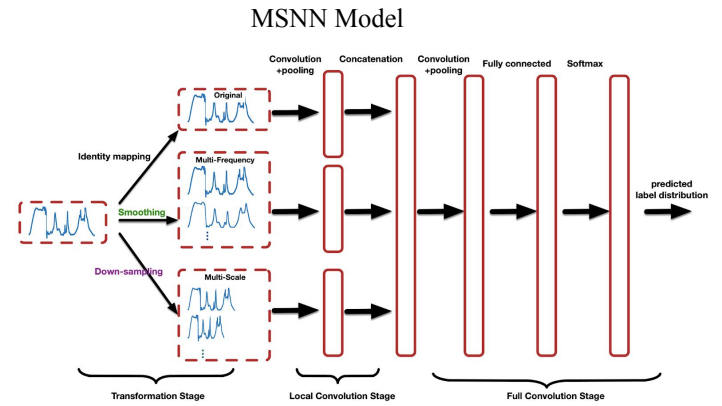 MSNN Model
Convolution
+pooling
Concatenation
Convolution
+pooling
Fully connected
Softmax
Original
Identity mapping
Multi-Frequency
Smoothing
predicted
label distribution
Down-sampling
Multi-Scale
Transformation Stage
Local Convolution Stage
Full Convolution Stage